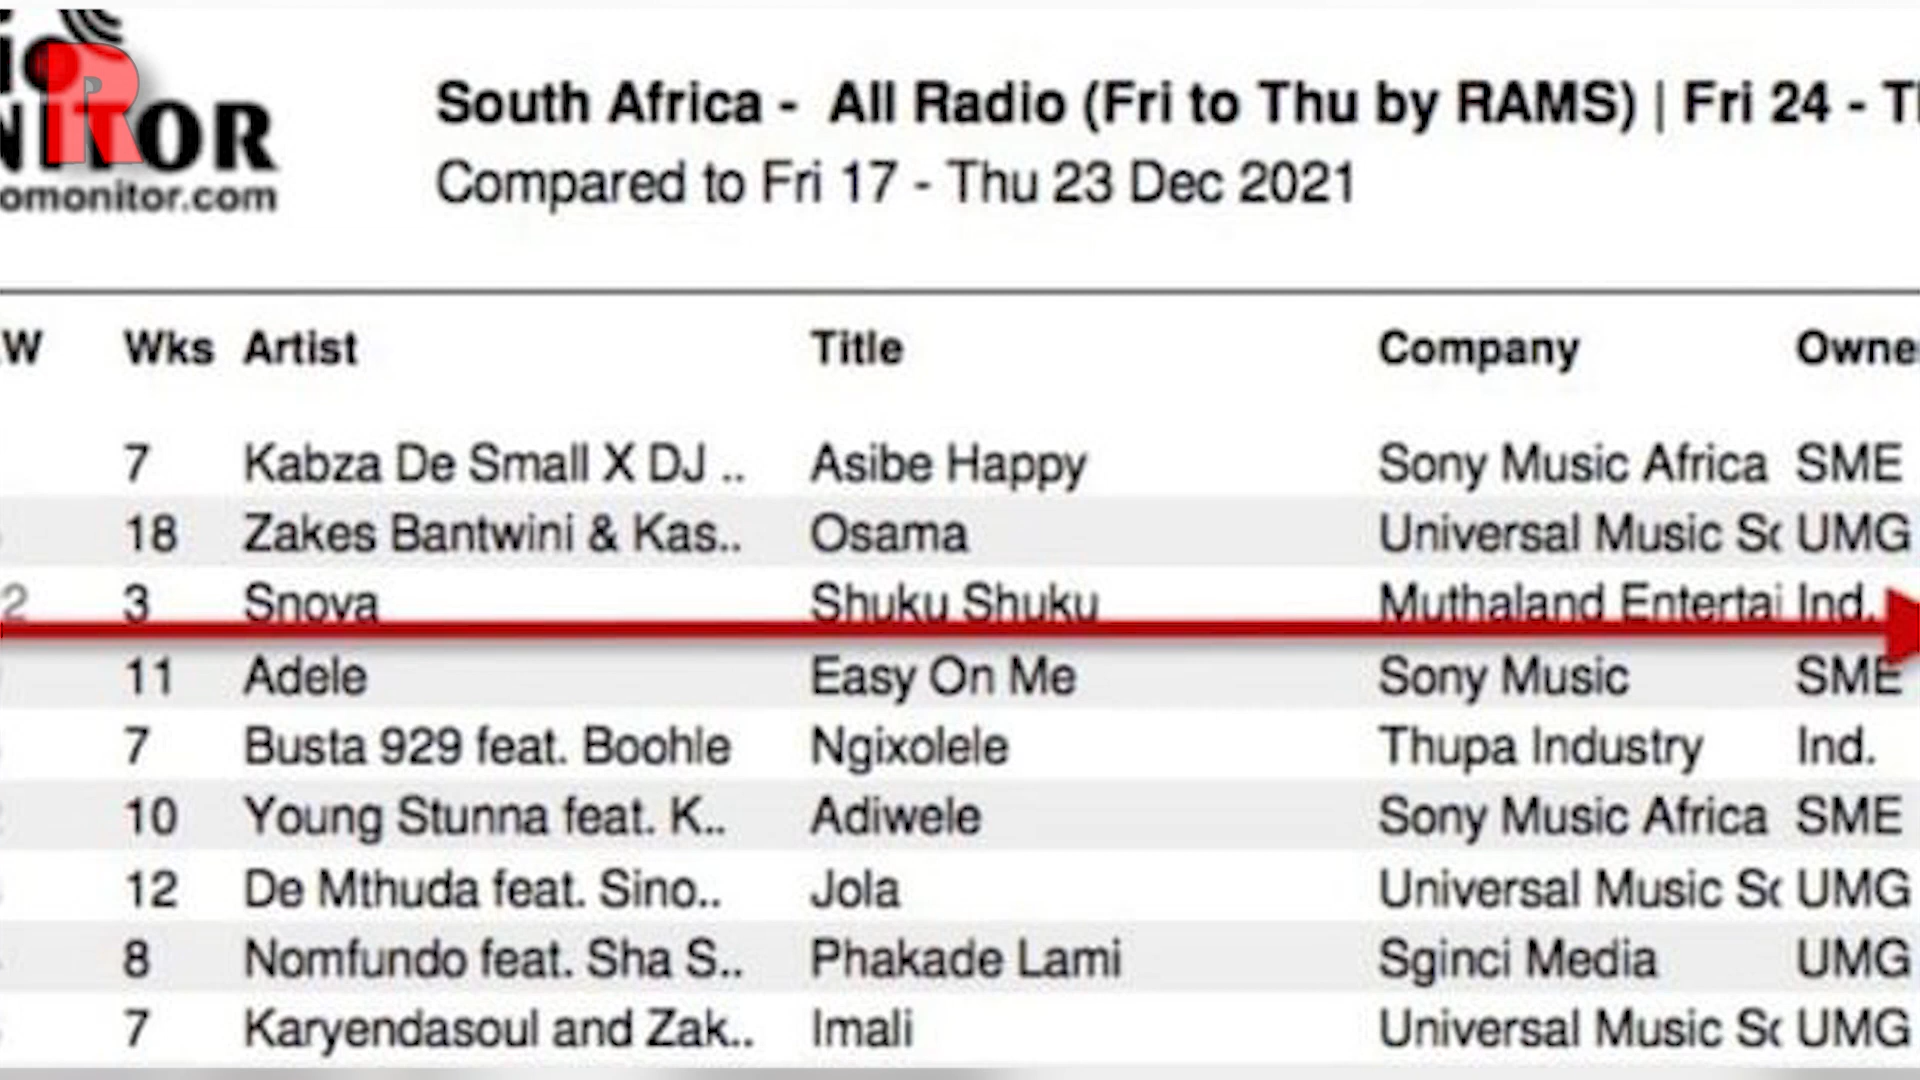 R
NITOR
omonitor.com
South Africa - All Radio (Fri to Thu by RAMS) | Fri 24 -
Compared to Fri 17 - Thu 23 Dec 2021
W Wks Artist Title Company Owne
7 Kabza De Small X DJ .. Asibe Happy Sony Music Africa SME
18 Zakes Bantwini & Kas.. Osama Universal Music So UMG
2 3 Snova Shuku Shuku Muthaland Entertai Ind.
11 Adele Easy On Me Sony Music SME
7 Busta 929 feat. Boohle Ngixolele Thupa Industry Ind.
10 Young Stunna feat. K.. Adiwele Sony Music Africa SME
12 De Mthuda feat. Sino.. Jola Universal Music So UMG
8 Nomfundo feat. Sha S.. Phakade Lami Sginci Media UMG
7 Karyendasoul and Zak.. Imali Universal Music So UMG